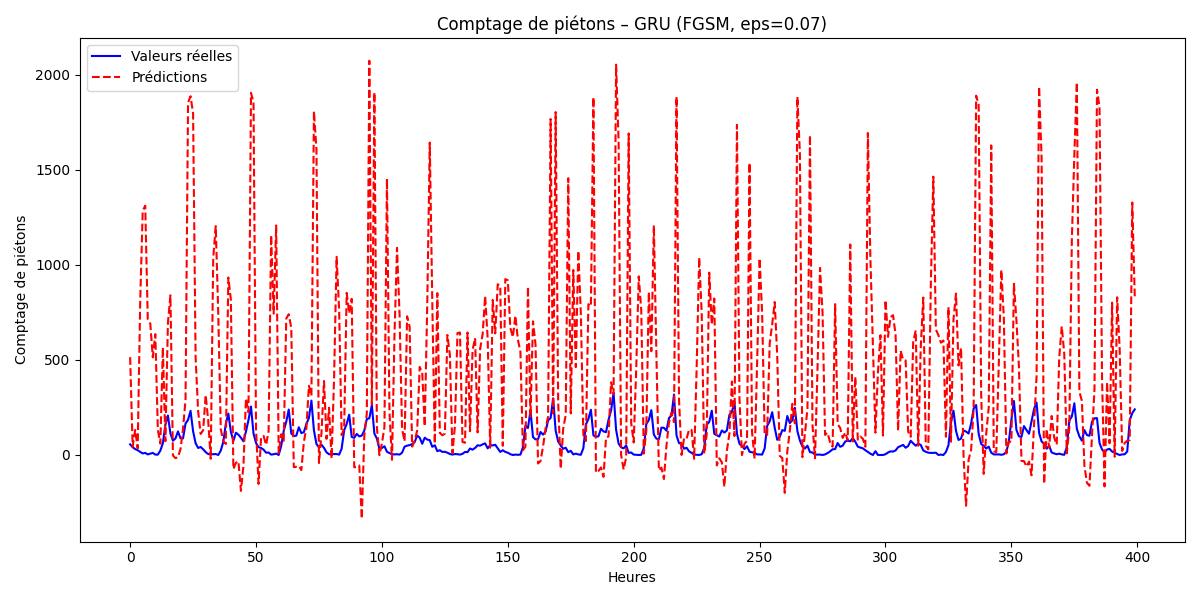 Comptage de piétons – GRU (FGSM, eps=0.07)
Valeurs réelles
Prédictions
Comptage de piétons
2000
1500
1000
500
0
0 50 100 150 200 250 300 350 400
Heures